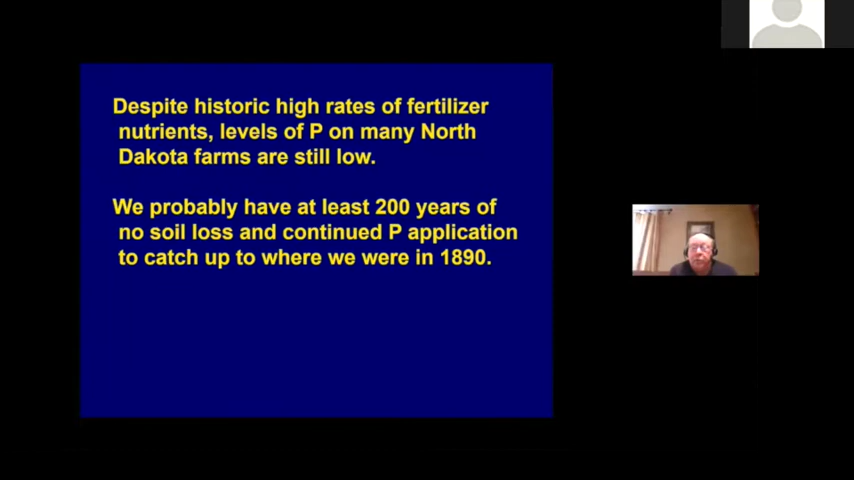 Despite historic high rates of fertilizer
nutrients, levels of P on many North
Dakota farms are still low.
We probably have at least 200 years of
no soil loss and continued P application
to catch up to where we were in 1890.